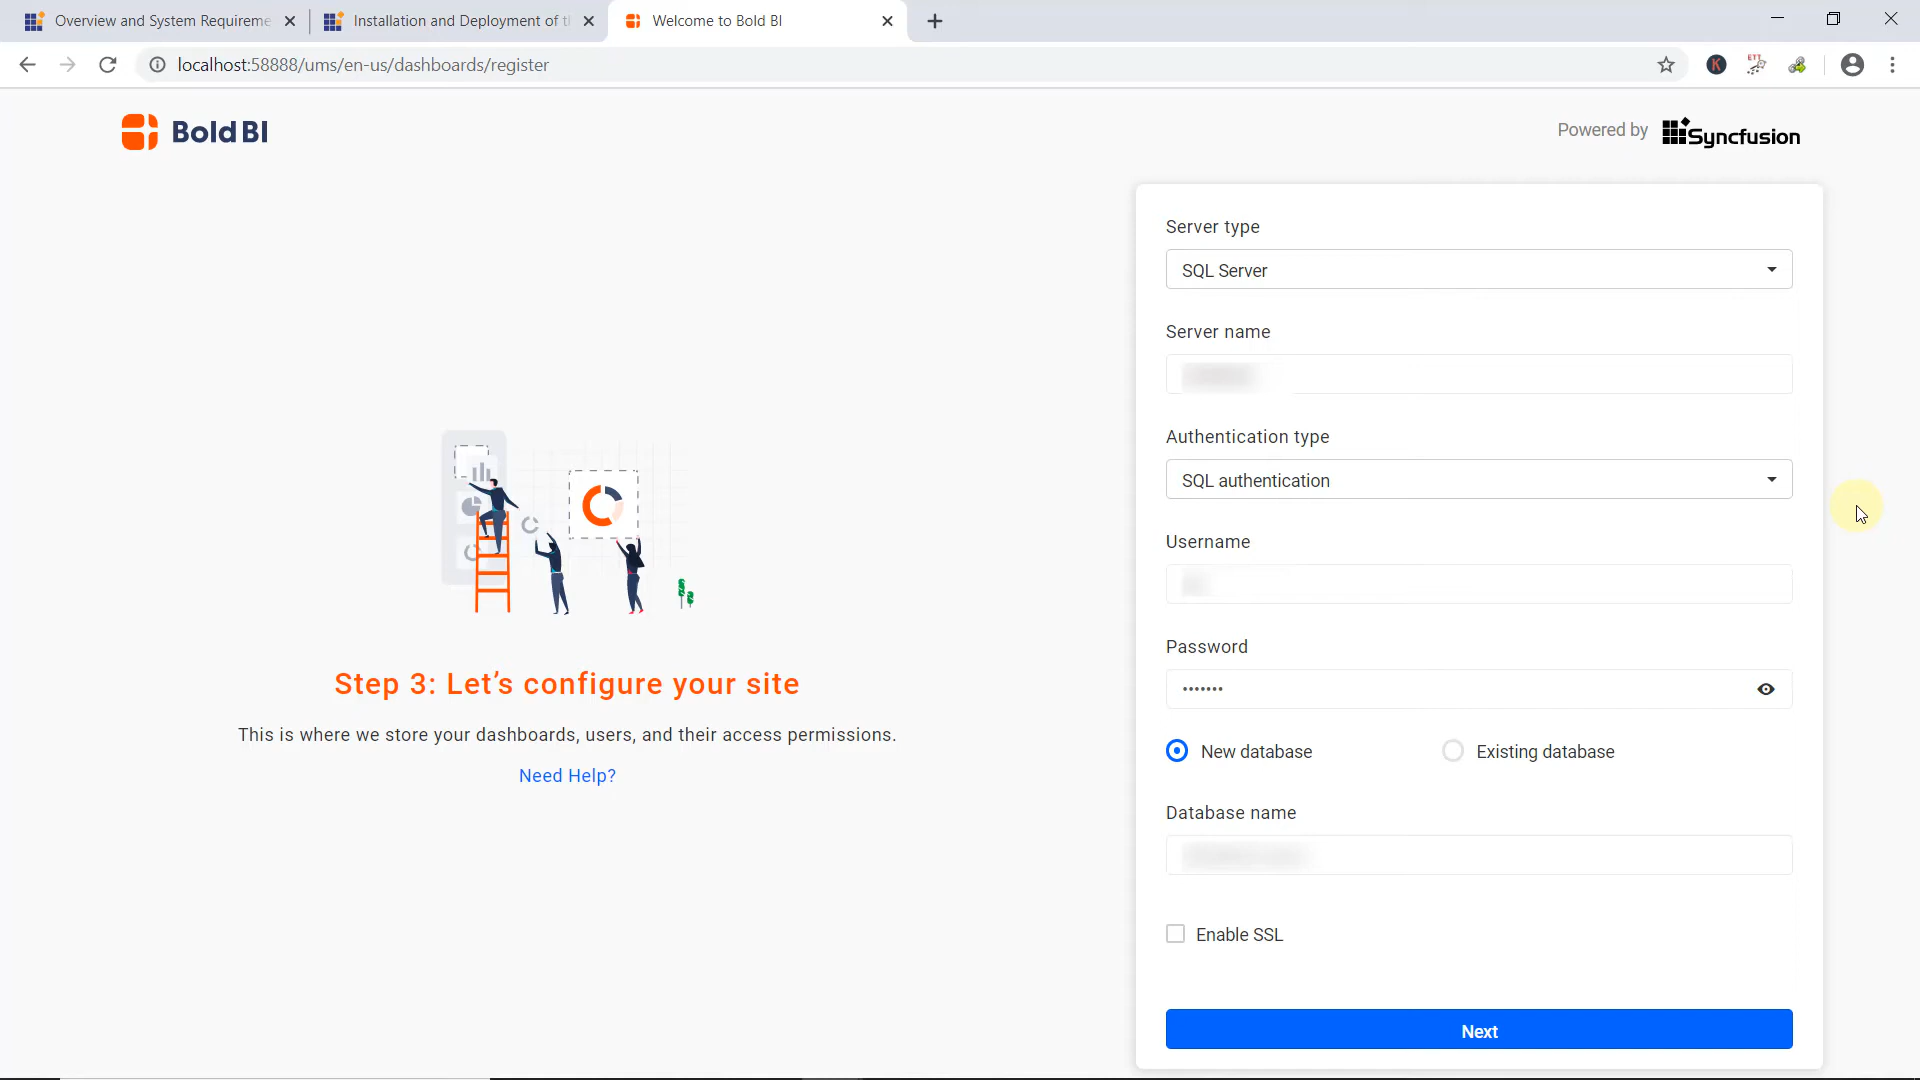 Overview and System Requireme
Installation and Deployment of t
Welcome to Bold BI
localhost:58888/ums/en-us/dashboards/register
K
ETT
Bold BI
Powered by Syncfusion
Server type
SQL Server
Server name
Authentication type
SQL authentication
Username
Password
•••••••
New database
Existing database
Database name
Enable SSL
Next
Step 3: Let’s configure your site
This is where we store your dashboards, users, and their access permissions.
Need Help?